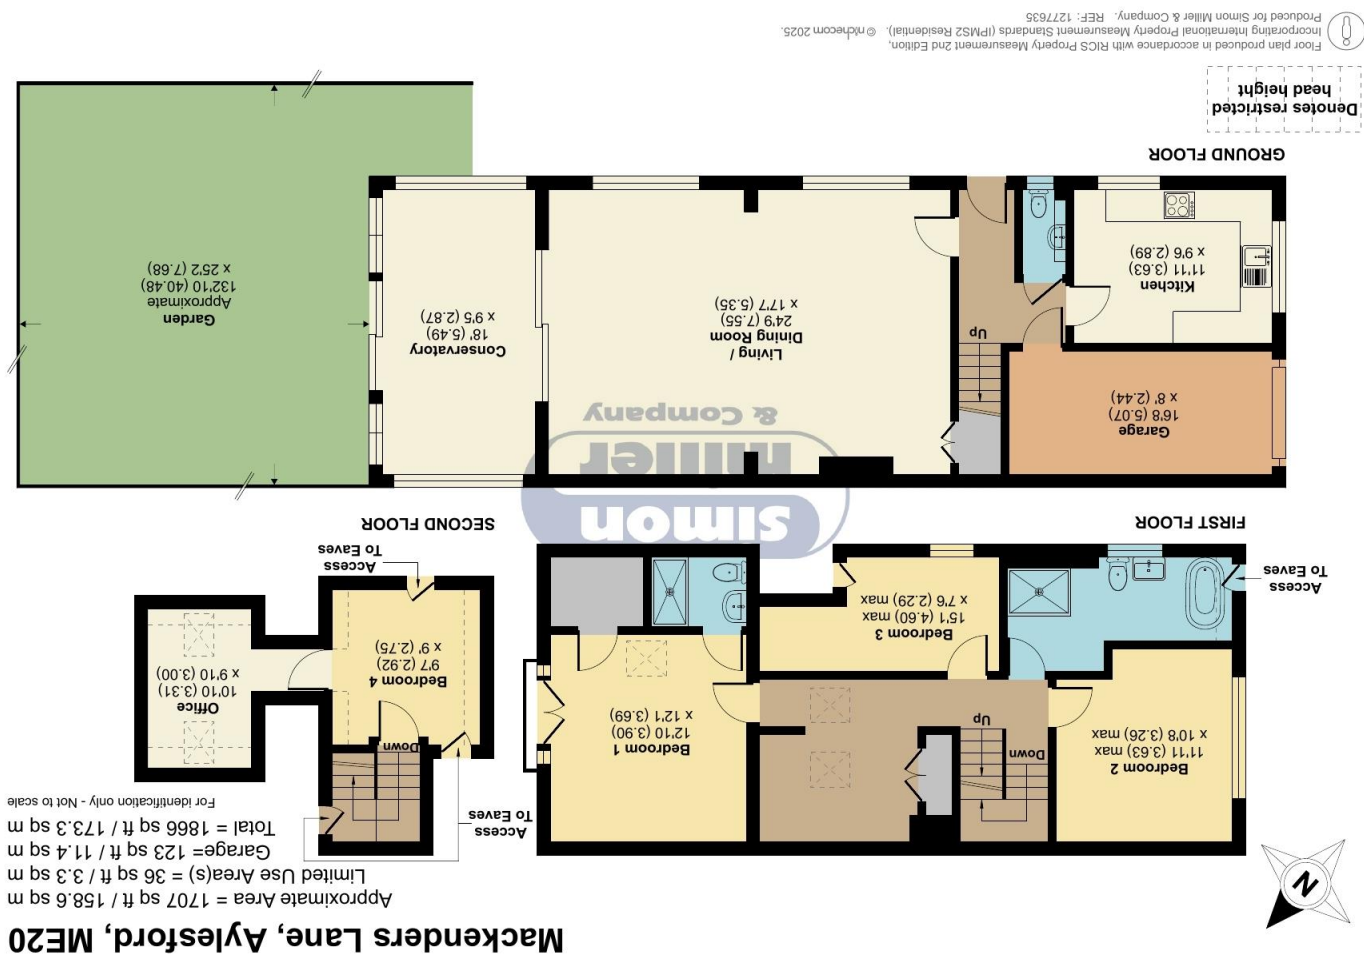 Mackenders Lane, Aylesford, ME20
Approximate Area = 1707 sq ft / 158.6 sq m
Limited Use Area(s) = 36 sq ft / 3.3 sq m
Garage= 123 sq ft / 11.4 sq m
Total = 1866 sq ft / 173.3 sq m
For identification only - Not to scale
N
Bedroom 2
11'11 (3.63) max
x 10'8 (3.26) max
Down
Up
Bedroom 1
12'10 (3.90)
x 12'1 (3.69)
Bedroom 3
15'1 (4.60) max
x 7'6 (2.29) max
Access
To Eaves
FIRST FLOOR
Access
To Eaves
Down
Bedroom 4
9'7 (2.92)
x 9' (2.75)
Office
10'10 (3.31)
x 9'10 (3.00)
Access
To Eaves
SECOND FLOOR
simon
miller
& Company
Garage
16'8 (5.07)
x 8' (2.44)
Up
Kitchen
11'11 (3.63)
x 9'6 (2.89)
Living /
Dining Room
24'9 (7.55)
x 17'7 (5.35)
Conservatory
18' (5.49)
x 9'5 (2.87)
Garden
Approximate
132'10 (40.48)
x 25'2 (7.68)
GROUND FLOOR
Denotes restricted
head height
Floor plan produced in accordance with RICS Property Measurement 2nd Edition,
Incorporating International Property Measurement Standards (IPMS2 Residential). © nichecom 2025.
Produced for Simon Miller & Company. REF: 1277635